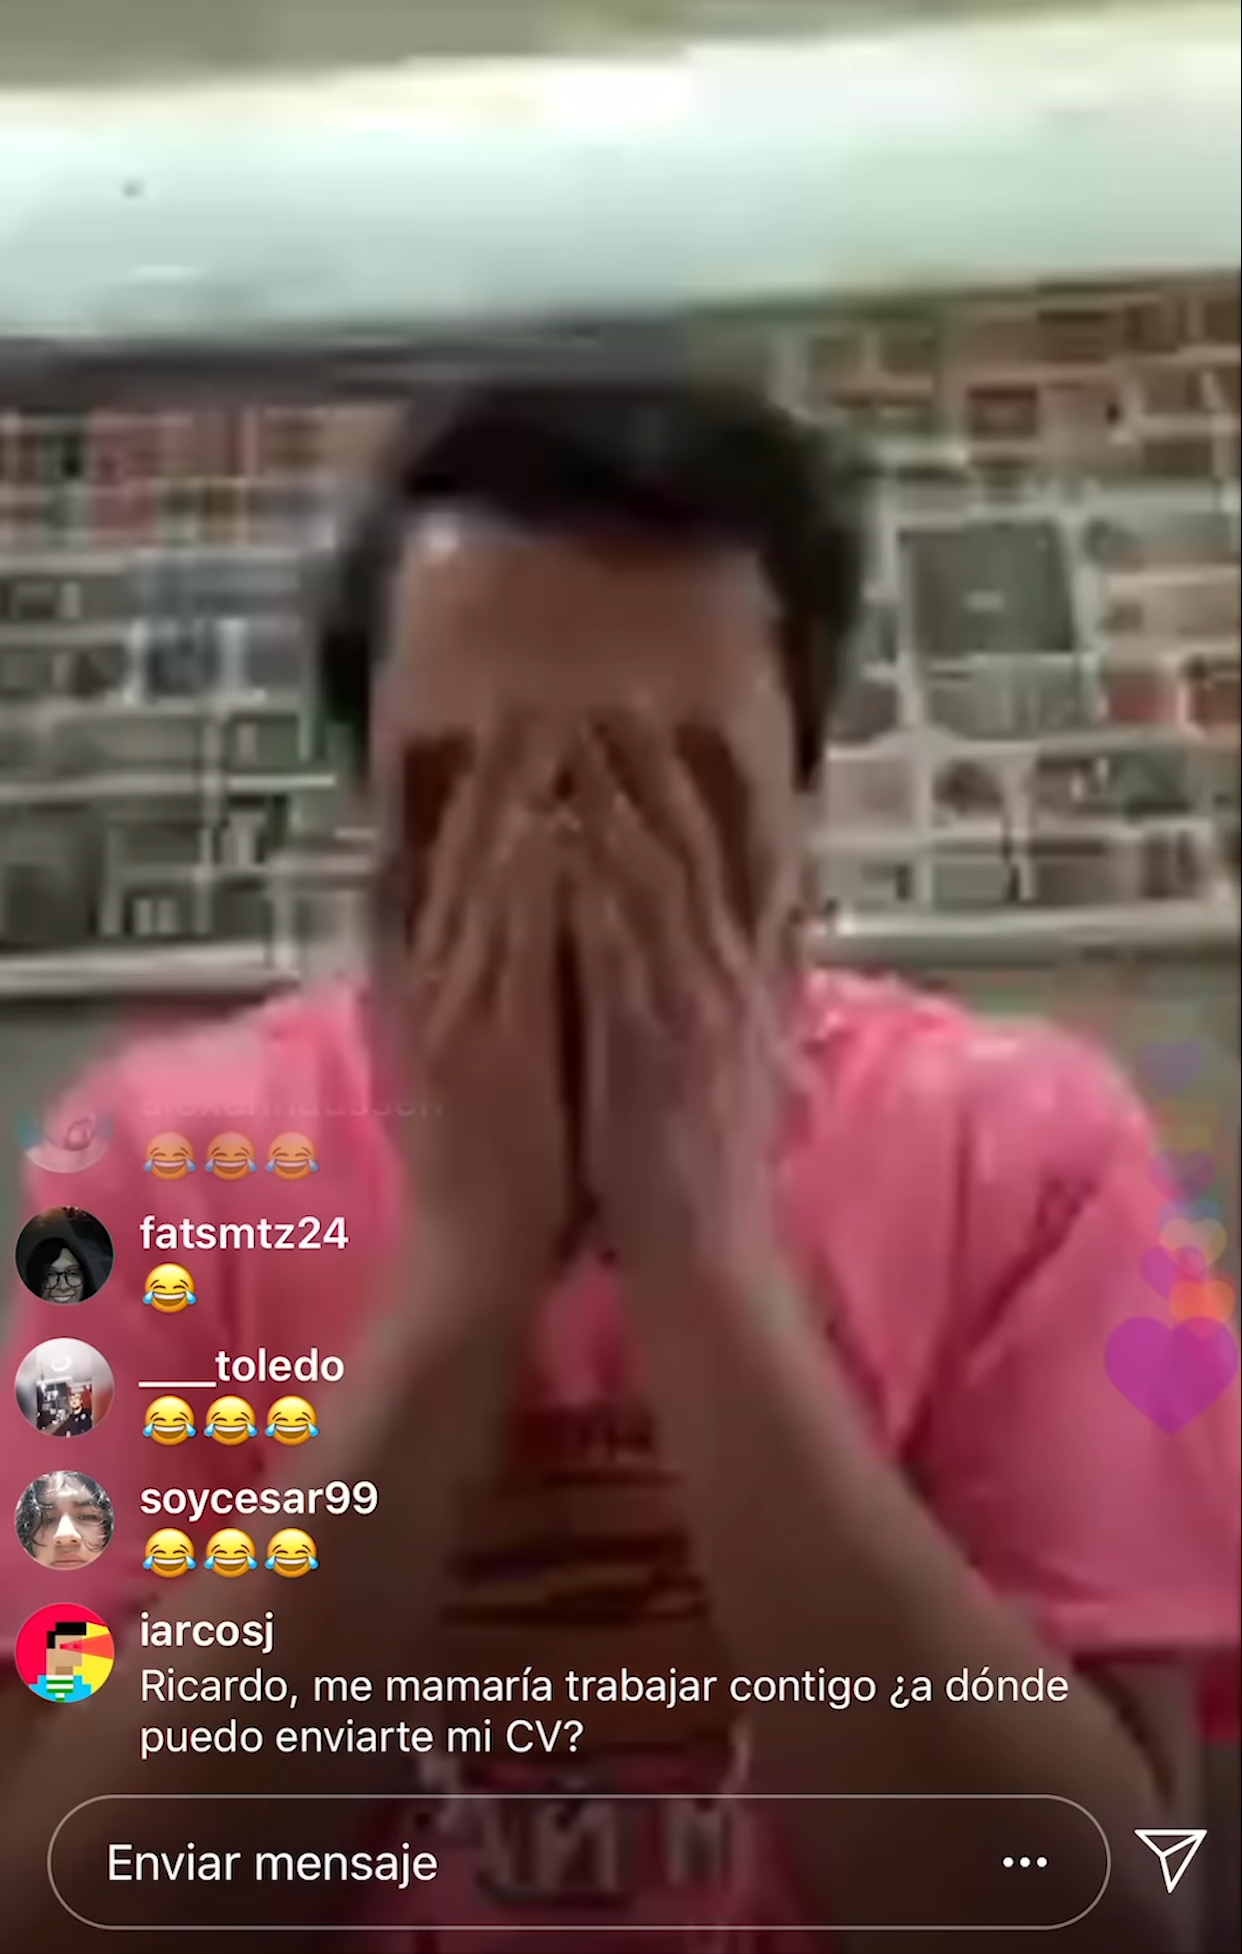 😂😂😂
fatsmtz24
😂
____toledo
😂😂😂
soycesar99
😂😂😂
iarcosj
Ricardo, me mamaría trabajar contigo ¿a dónde
puedo enviarte mi CV?
Enviar mensaje